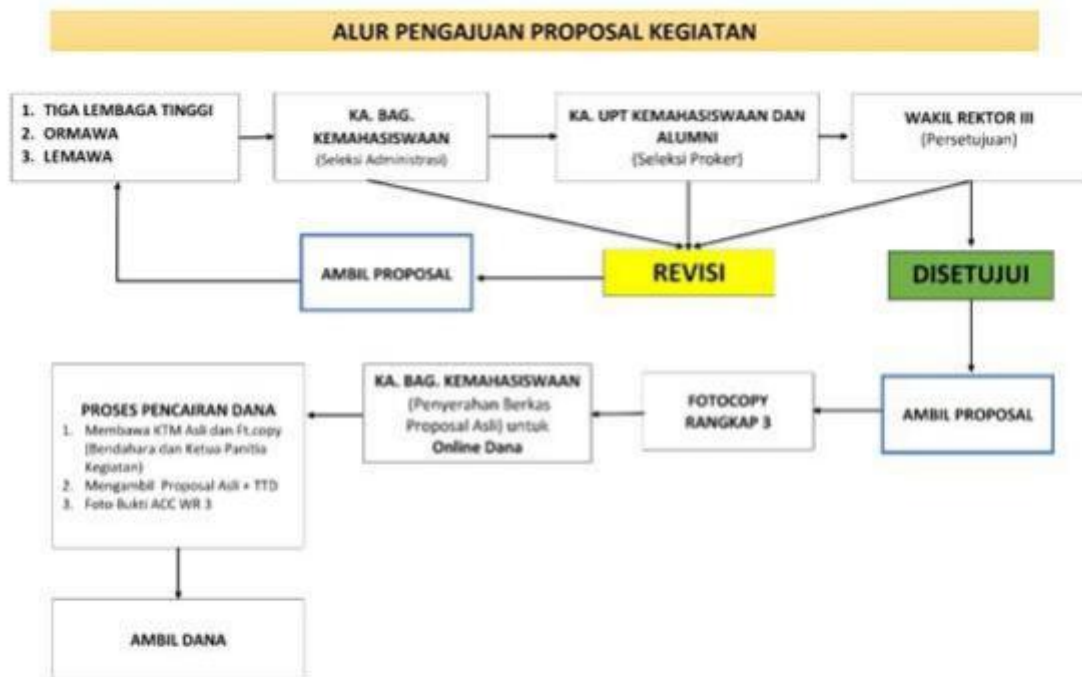 ALUR PENGAJUAN PROPOSAL KEGIATAN
1. TIGA LEMBAGA TINGGI
2. ORMAWA
3. LEMAWA
KA. BAG.
KEMAHASISWAAN
(Seleksi Administrasi)
KA. UPT KEMAHASISWAAN DAN
ALUMNI
(Seleksi Proker)
WAKIL REKTOR III
(Persetujuan)
AMBIL PROPOSAL
REVISI
DISETUJUI
PROSES PENCAIRAN DANA
1. Membawa KTM Asli dan Ft.copy
(Bendahara dan Ketua Panitia
Kegiatan)
2. Mengambil Proposal Asli + TTD
3. Foto Bukti ACC WR 3
KA. BAG. KEMAHASISWAAN
(Penyerahan Berkas
Proposal Asli) untuk
Online Dana
FOTOCOPY
RANGKAP 3
AMBIL PROPOSAL
AMBIL DANA